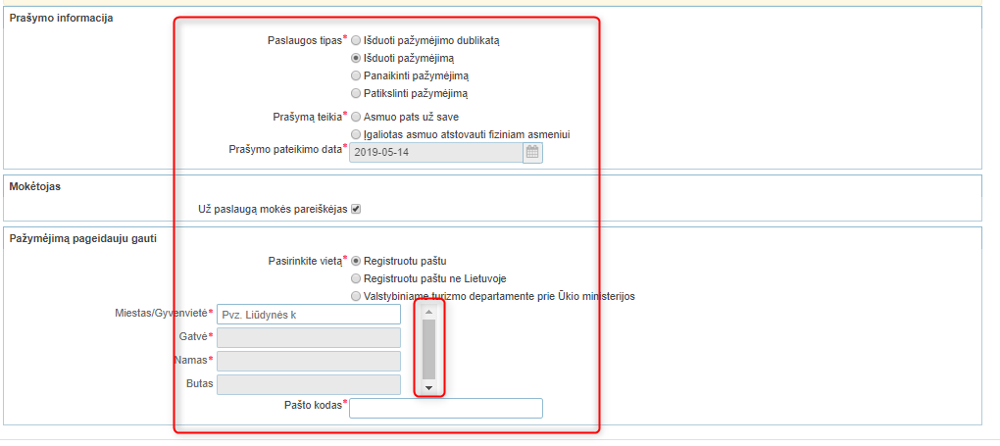 Prašymo informacija
Paslaugos tipas* Išduoti pažymėjimo dublikatą
Išduoti pažymėjimą
Panaikinti pažymėjimą
Patikslinti pažymėjimą
Prašymą teikia* Asmuo pats už save
Įgaliotas asmuo atstovauti fiziniam asmeniui
Prašymo pateikimo data* 2019-05-14
Mokėtojas
Už paslaugą mokės pareiškėjas
Pažymėjimą pageidauju gauti
Pasirinkite vietą* Registruotu paštu
Registruotu paštu ne Lietuvoje
Valstybiniame turizmo departamente prie Ūkio ministerijos
Miestas/Gyvenvietė* Pvz. Liūdynės k
Gatvė*
Namas*
Butas
Pašto kodas*